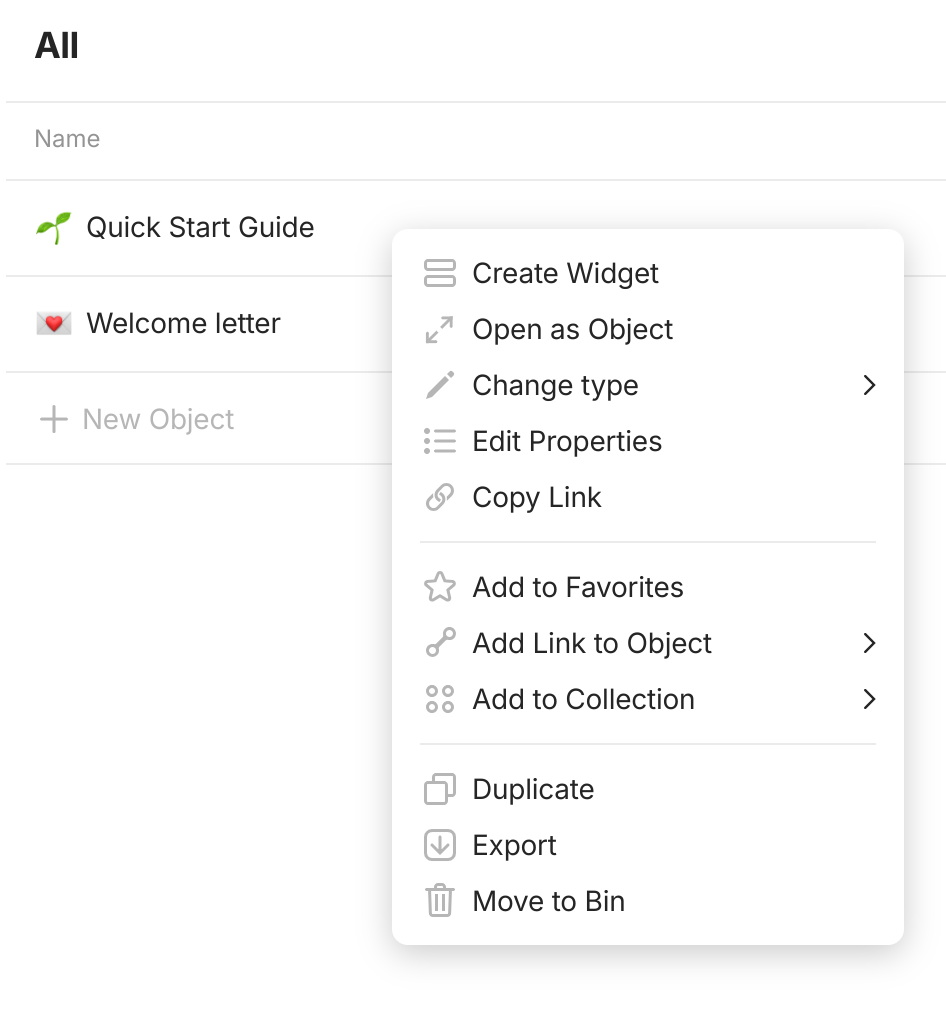 All
Name
Quick Start Guide
Welcome letter
New Object
Create Widget
Open as Object
Change type
Edit Properties
Copy Link
Add to Favorites
Add Link to Object
Add to Collection
Duplicate
Export
Move to Bin